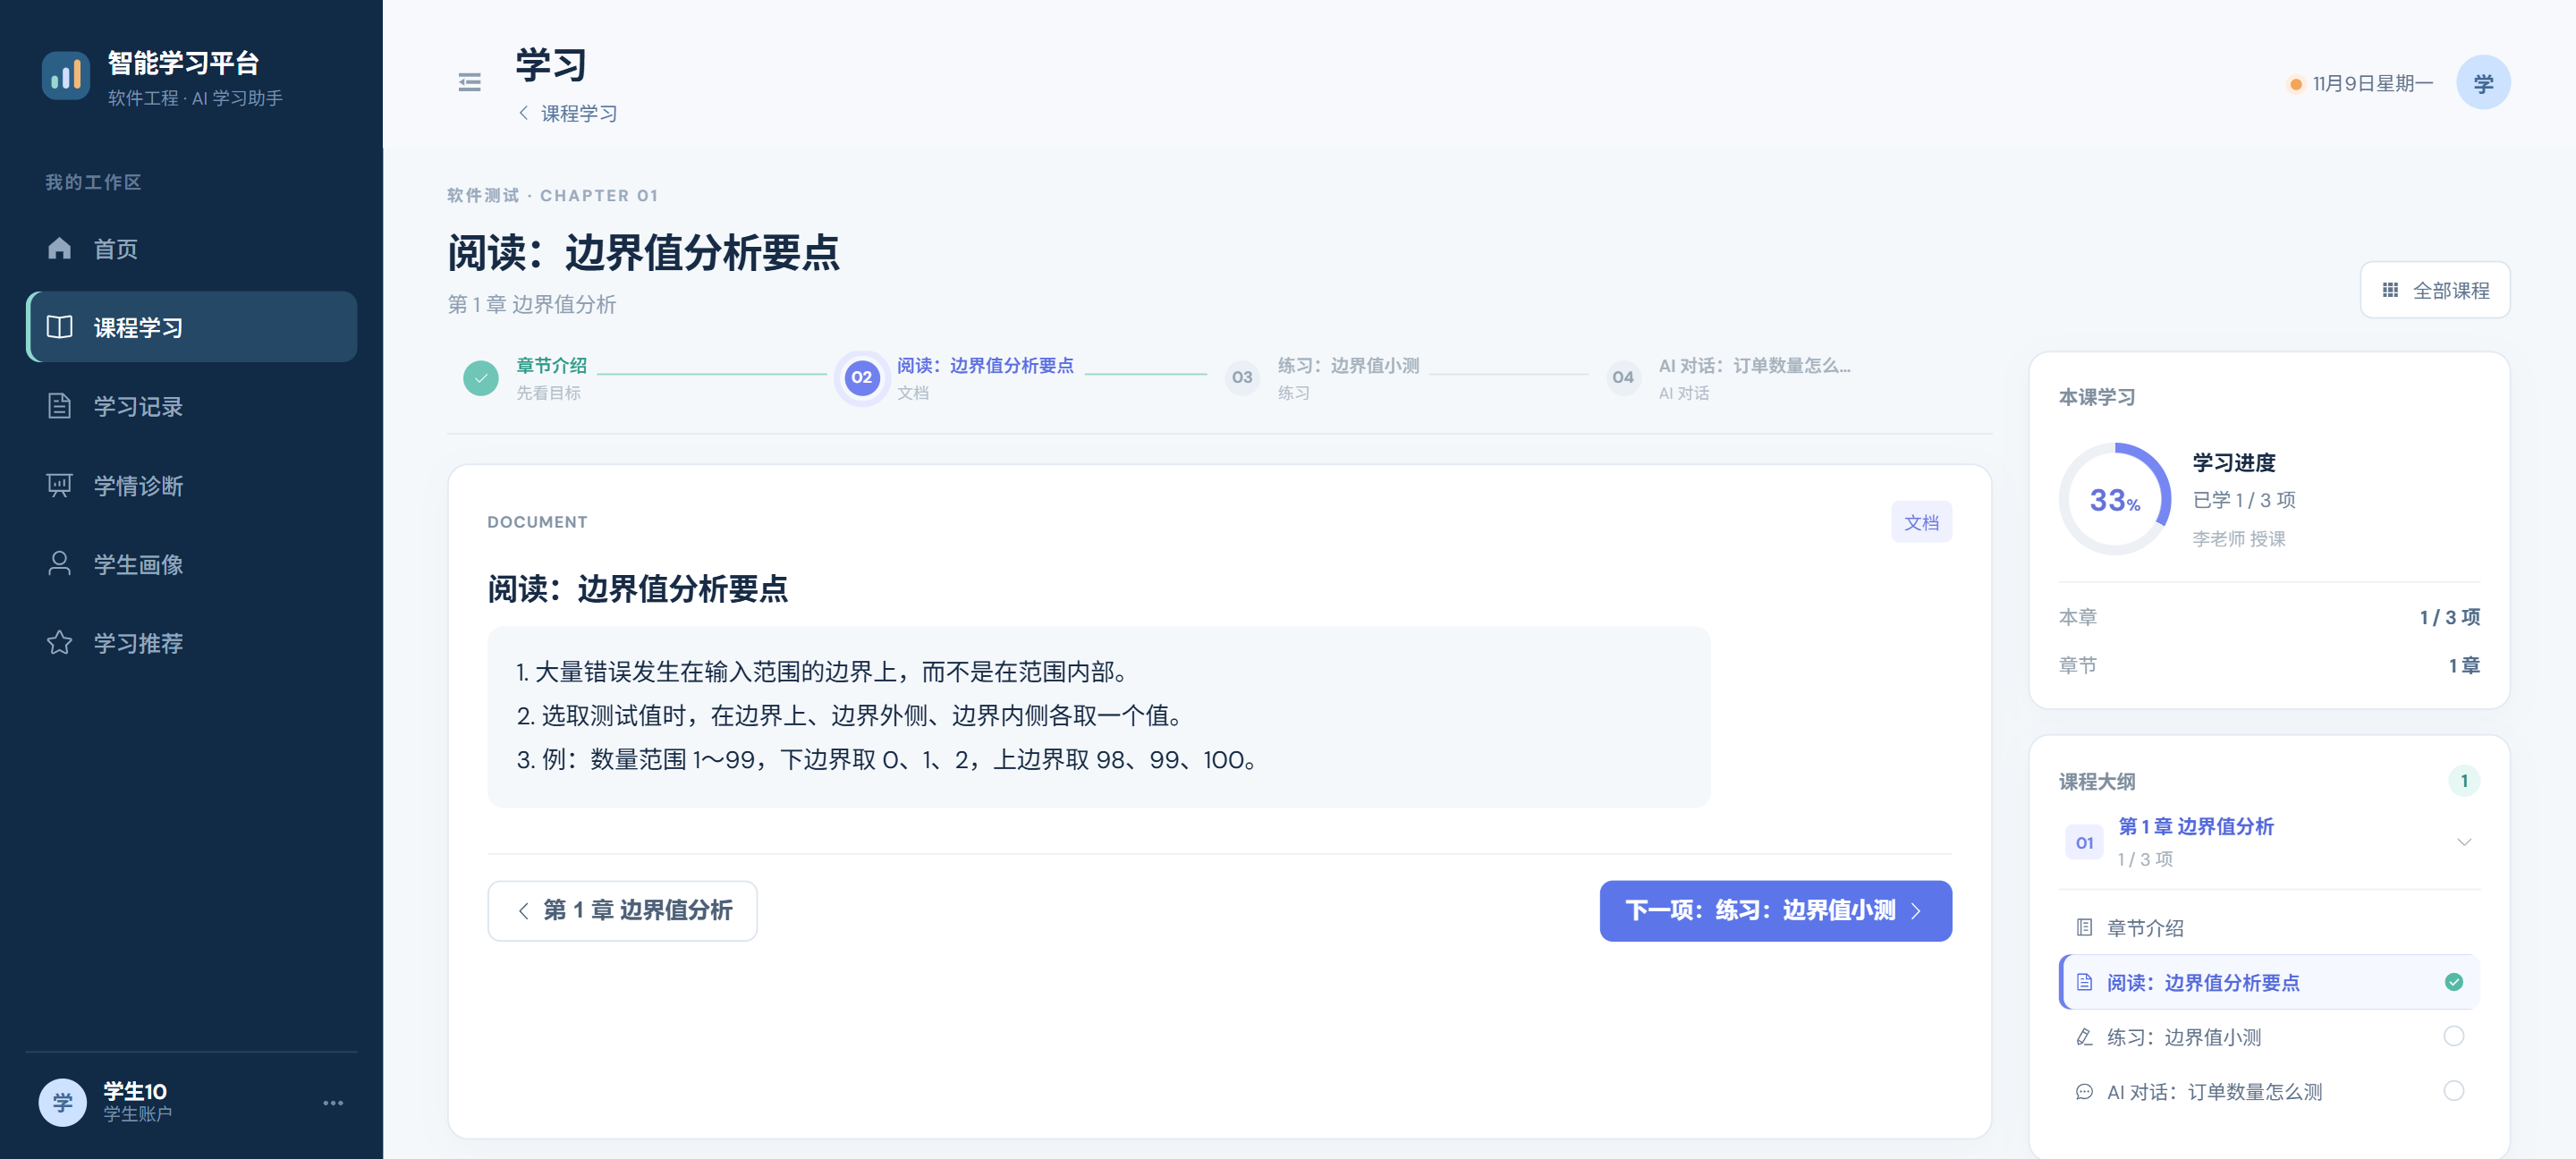 智能学习平台
软件工程 · AI 学习助手
我的工作区
首页
课程学习
学习记录
学情诊断
学生画像
学习推荐
学
学生10
学生账户
学习
课程学习
11月9日星期一
学
软件测试 · CHAPTER 01
阅读：边界值分析要点
第 1 章 边界值分析
全部课程
章节介绍
先看目标
02
阅读：边界值分析要点
文档
03
练习：边界值小测
练习
04
AI 对话：订单数量怎么...
AI 对话
DOCUMENT
文档
阅读：边界值分析要点
1. 大量错误发生在输入范围的边界上，而不是在范围内部。
2. 选取测试值时，在边界上、边界外侧、边界内侧各取一个值。
3. 例：数量范围 1～99，下边界取 0、1、2，上边界取 98、99、100。
第 1 章 边界值分析
下一项：练习：边界值小测
本课学习
33%
学习进度
已学 1 / 3 项
李老师 授课
本章
1 / 3 项
章节
1 章
课程大纲
1
01
第 1 章 边界值分析
1 / 3 项
章节介绍
阅读：边界值分析要点
练习：边界值小测
AI 对话：订单数量怎么测